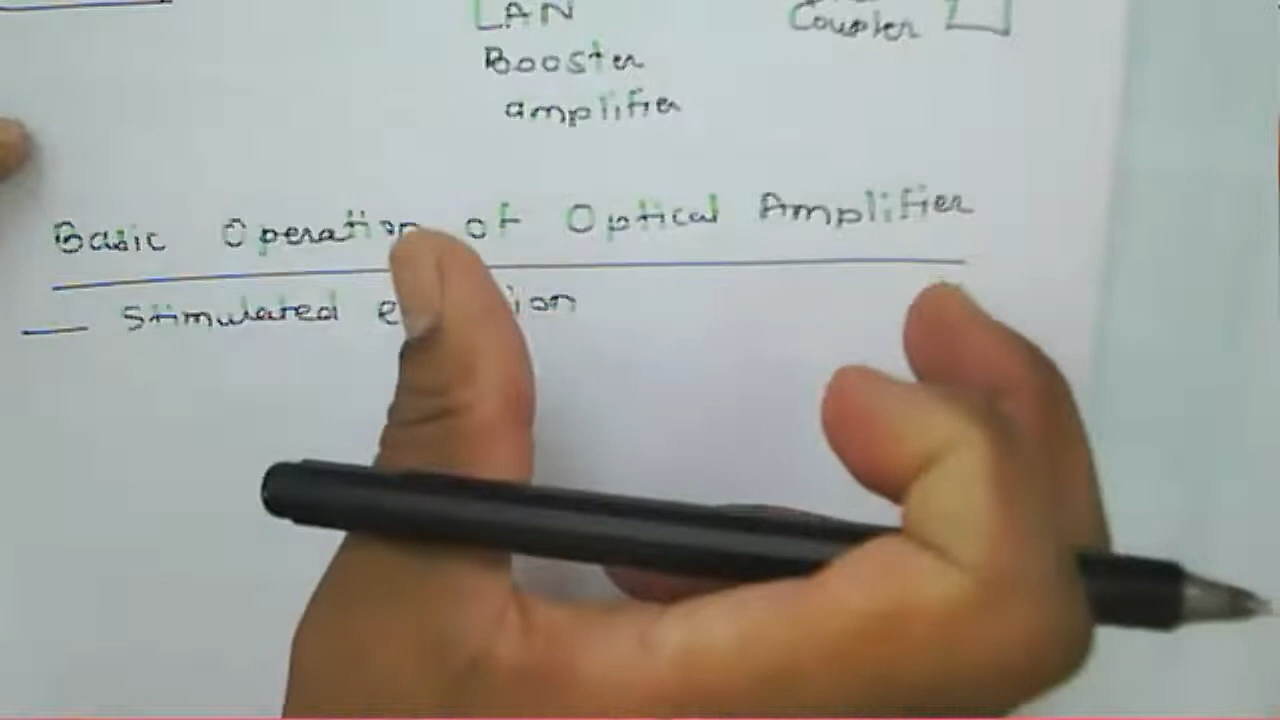 LAN
Coupler
Booster
amplifier
Basic Operation of Optical Amplifier
Stimulated